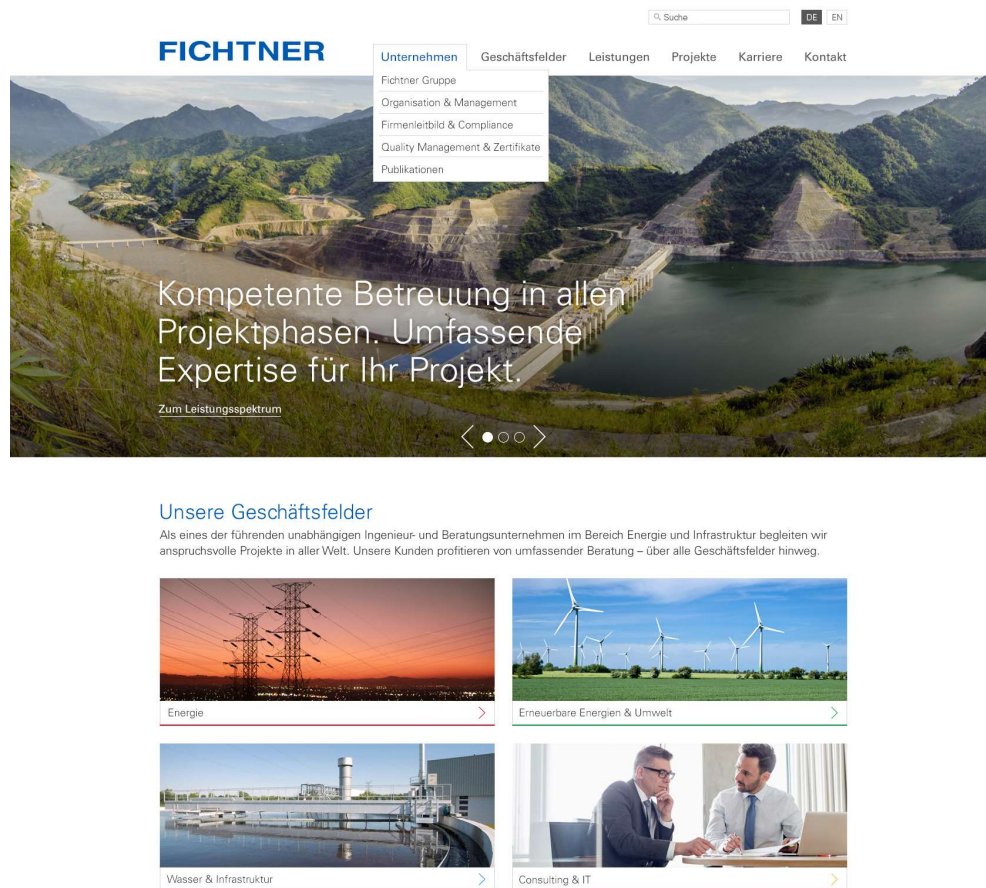 Suche
DE EN
FICHTNER
Unternehmen Geschäftsfelder Leistungen Projekte Karriere Kontakt
Fichtner Gruppe
Organisation & Management
Firmenleitbild & Compliance
Quality Management & Zertifikate
Publikationen
Kompetente Betreuung in allen
Projektphasen. Umfassende
Expertise für Ihr Projekt.
Zum Leistungsspektrum
Unsere Geschäftsfelder
Als eines der führenden unabhängigen Ingenieur- und Beratungsunternehmen im Bereich Energie und Infrastruktur begleiten wir
anspruchsvolle Projekte in aller Welt. Unsere Kunden profitieren von umfassender Beratung – über alle Geschäftsfelder hinweg.
Energie
Erneuerbare Energien & Umwelt
Wasser & Infrastruktur
Consulting & IT